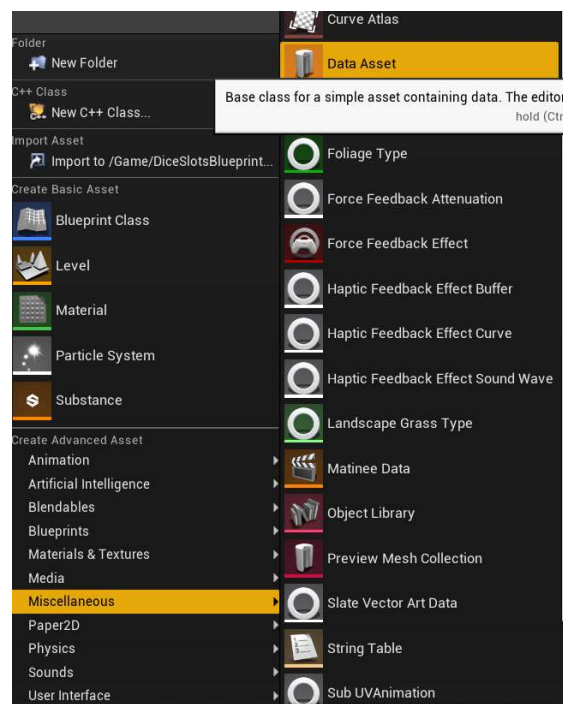 Folder
New Folder
C++ Class
New C++ Class...
Import Asset
Import to /Game/DiceSlotsBlueprint...
Create Basic Asset
Blueprint Class
Level
Material
Particle System
Substance
Create Advanced Asset
Animation
Artificial Intelligence
Blendables
Blueprints
Materials & Textures
Media
Miscellaneous
Paper2D
Physics
Sounds
User Interface
Curve Atlas
Data Asset
Base class for a simple asset containing data. The editor
hold (Ctr
Foliage Type
Force Feedback Attenuation
Force Feedback Effect
Haptic Feedback Effect Buffer
Haptic Feedback Effect Curve
Haptic Feedback Effect Sound Wave
Landscape Grass Type
Matinee Data
Object Library
Preview Mesh Collection
Slate Vector Art Data
String Table
Sub UVAnimation